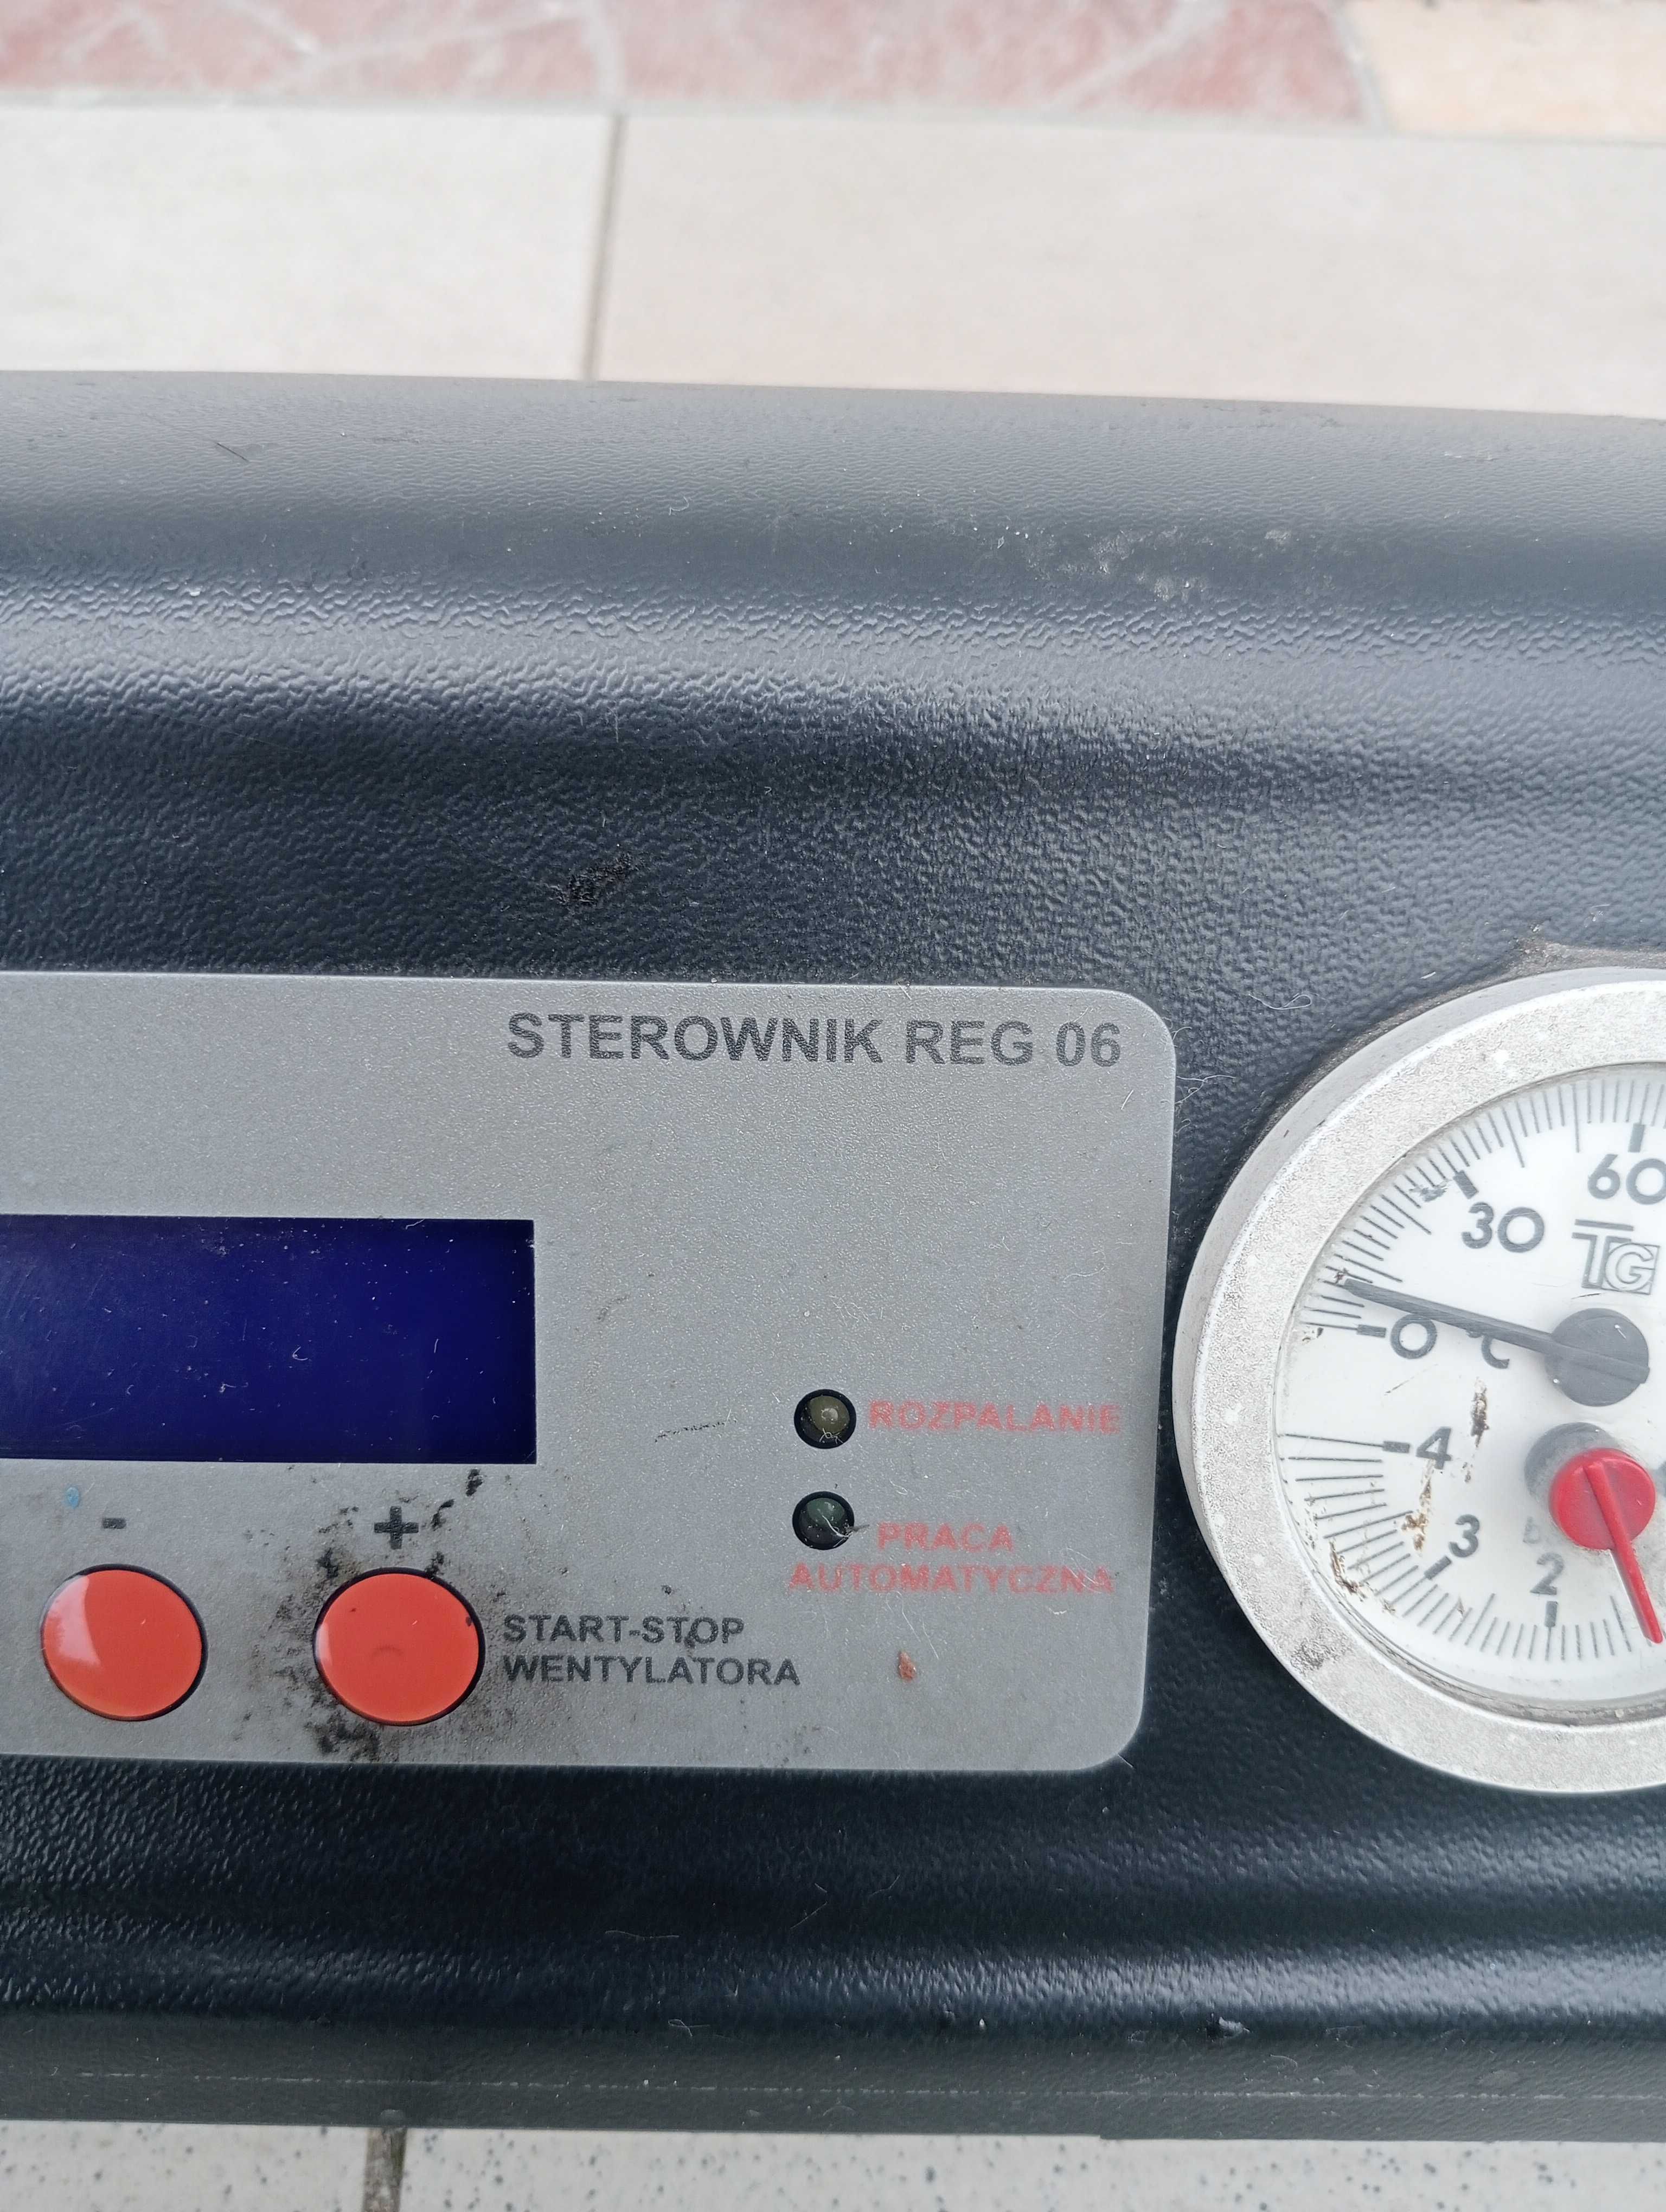 STEROWNIK REG 06
60
30
TG
0 °C
ROZPALANIE
4
PRACA
AUTOMATYCZNA
3
2
- +
START-STOP
WENTYLATORA